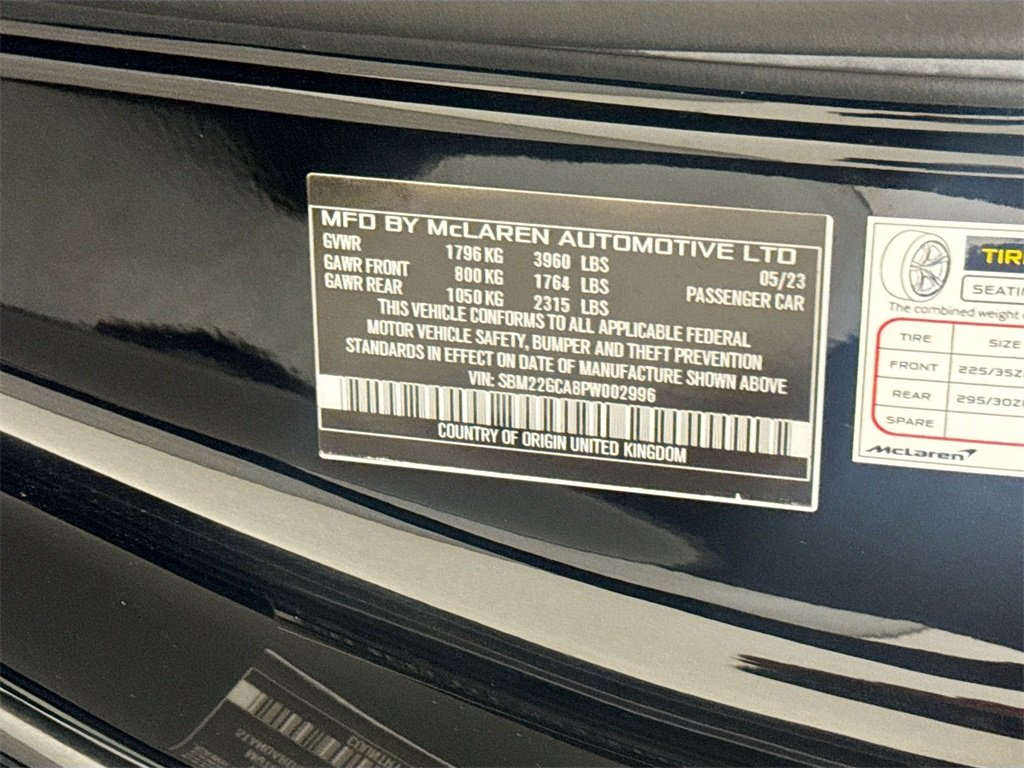 MFD BY McLAREN AUTOMOTIVE LTD
GVWR 1796 KG 3960 LBS 05/23
GAWR FRONT 800 KG 1764 LBS PASSENGER CAR
GAWR REAR 1050 KG 2315 LBS
THIS VEHICLE CONFORMS TO ALL APPLICABLE FEDERAL
MOTOR VEHICLE SAFETY, BUMPER AND THEFT PREVENTION
STANDARDS IN EFFECT ON DATE OF MANUFACTURE SHOWN ABOVE
VIN: SBM22GCA8PW002996
COUNTRY OF ORIGIN UNITED KINGDOM
The combined weight
TIRE SIZE
FRONT 225/35Z
REAR 295/30Z
SPARE
McLaren